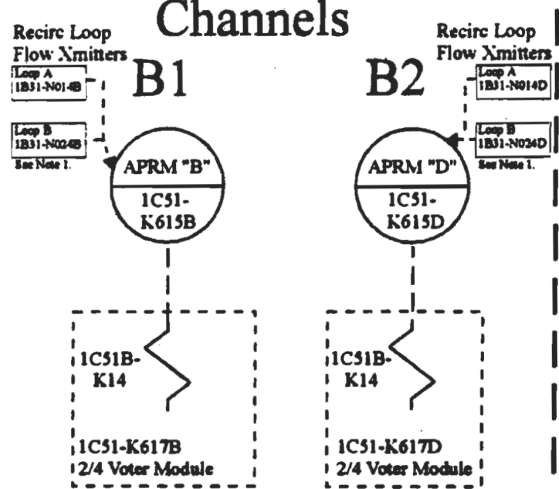 Channels
Recirc Loop
Flow Xmitters
Loop A
1B31-N014B
Loop B
1B31-N024B
See Note 1.
B1
APRM "B"
1C51-
K615B
1C51B-
K14
1C51-K617B
2/4 Voter Module
B2
Recirc Loop
Flow Xmitters
Loop A
1B31-N014D
Loop B
1B31-N024D
See Note 1.
APRM "D"
1C51-
K615D
1C51B-
K14
1C51-K617D
2/4 Voter Module